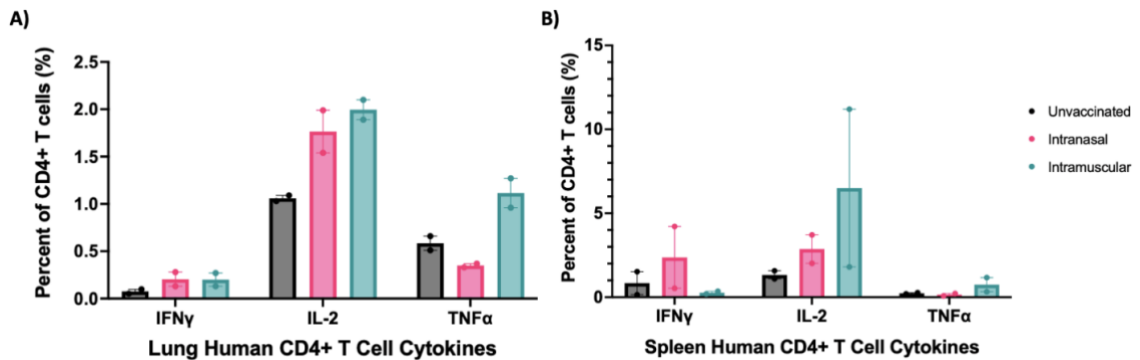 A)
Percent of CD4+ T cells (%)
2.5
2.0
1.5
1.0
0.5
0.0
IFNγ IL-2 TNFα
Lung Human CD4+ T Cell Cytokines
B)
Percent of CD4+ T cells (%)
15
10
5
0
IFNγ IL-2 TNFα
Spleen Human CD4+ T Cell Cytokines
Unvaccinated
Intranasal
Intramuscular